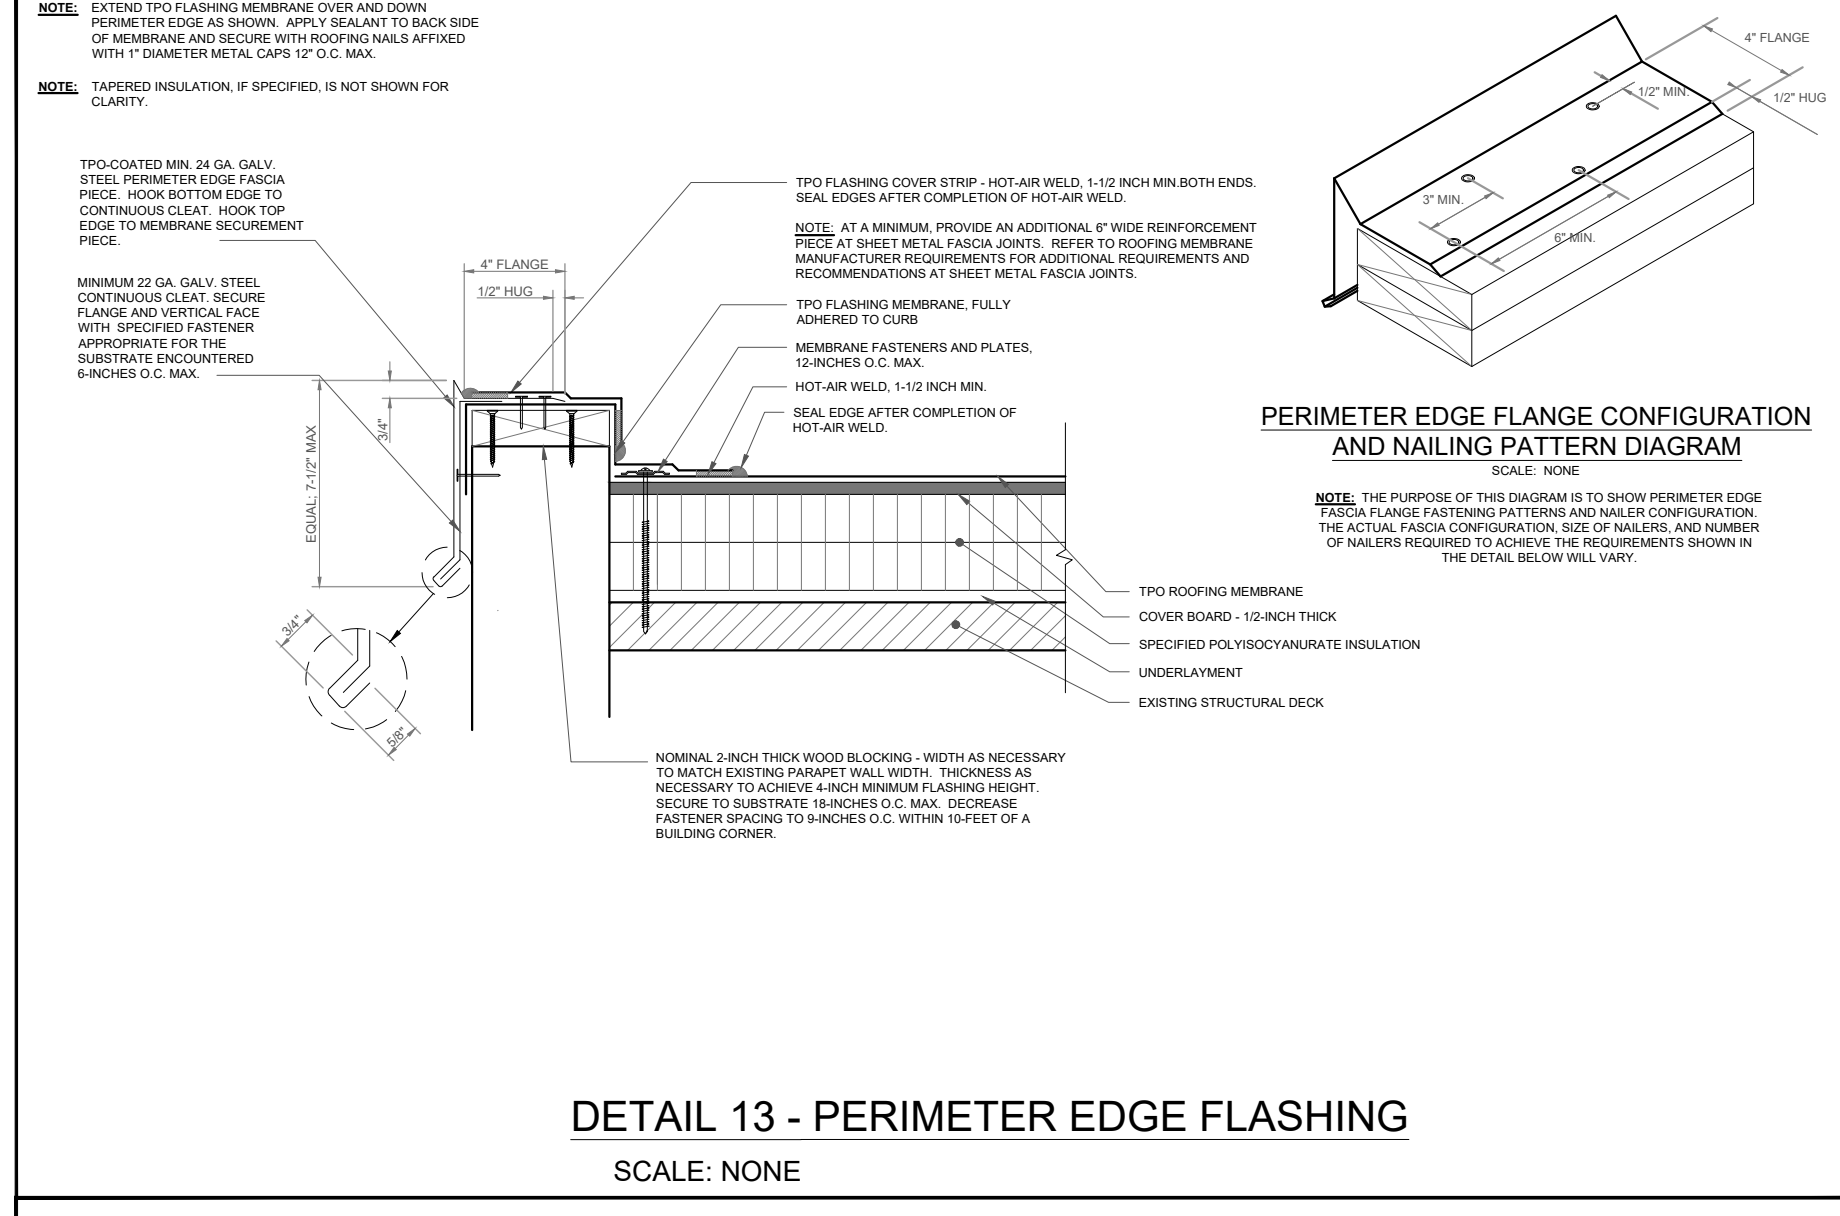 NOTE: EXTEND TPO FLASHING MEMBRANE OVER AND DOWN
PERIMETER EDGE AS SHOWN. APPLY SEALANT TO BACK SIDE
OF MEMBRANE AND SECURE WITH ROOFING NAILS AFFIXED
WITH 1" DIAMETER METAL CAPS 12" O.C. MAX.
NOTE: TAPERED INSULATION, IF SPECIFIED, IS NOT SHOWN FOR
CLARITY.
TPO-COATED MIN. 24 GA. GALV.
STEEL PERIMETER EDGE FASCIA
PIECE. HOOK BOTTOM EDGE TO
CONTINUOUS CLEAT. HOOK TOP
EDGE TO MEMBRANE SECUREMENT
PIECE.
MINIMUM 22 GA. GALV. STEEL
CONTINUOUS CLEAT. SECURE
FLANGE AND VERTICAL FACE
WITH SPECIFIED FASTENER
APPROPRIATE FOR THE
SUBSTRATE ENCOUNTERED
6-INCHES O.C. MAX.
4" FLANGE
1/2" HUG
3/4"
EQUAL; 7-1/2" MAX
3/4"
5/8"
TPO FLASHING COVER STRIP - HOT-AIR WELD, 1-1/2 INCH MIN.BOTH ENDS.
SEAL EDGES AFTER COMPLETION OF HOT-AIR WELD.
NOTE: AT A MINIMUM, PROVIDE AN ADDITIONAL 6" WIDE REINFORCEMENT
PIECE AT SHEET METAL FASCIA JOINTS. REFER TO ROOFING MEMBRANE
MANUFACTURER REQUIREMENTS FOR ADDITIONAL REQUIREMENTS AND
RECOMMENDATIONS AT SHEET METAL FASCIA JOINTS.
TPO FLASHING MEMBRANE, FULLY
ADHERED TO CURB
MEMBRANE FASTENERS AND PLATES,
12-INCHES O.C. MAX.
HOT-AIR WELD, 1-1/2 INCH MIN.
SEAL EDGE AFTER COMPLETION OF
HOT-AIR WELD.
TPO ROOFING MEMBRANE
COVER BOARD - 1/2-INCH THICK
SPECIFIED POLYISOCYANURATE INSULATION
UNDERLAYMENT
EXISTING STRUCTURAL DECK
NOMINAL 2-INCH THICK WOOD BLOCKING - WIDTH AS NECESSARY
TO MATCH EXISTING PARAPET WALL WIDTH. THICKNESS AS
NECESSARY TO ACHIEVE 4-INCH MINIMUM FLASHING HEIGHT.
SECURE TO SUBSTRATE 18-INCHES O.C. MAX. DECREASE
FASTENER SPACING TO 9-INCHES O.C. WITHIN 10-FEET OF A
BUILDING CORNER.
4" FLANGE
1/2" MIN.
1/2" HUG
3" MIN.
6" MIN.
PERIMETER EDGE FLANGE CONFIGURATION
AND NAILING PATTERN DIAGRAM
SCALE: NONE
NOTE: THE PURPOSE OF THIS DIAGRAM IS TO SHOW PERIMETER EDGE
FASCIA FLANGE FASTENING PATTERNS AND NAILER CONFIGURATION.
THE ACTUAL FASCIA CONFIGURATION, SIZE OF NAILERS, AND NUMBER
OF NAILERS REQUIRED TO ACHIEVE THE REQUIREMENTS SHOWN IN
THE DETAIL BELOW WILL VARY.
DETAIL 13 - PERIMETER EDGE FLASHING
SCALE: NONE